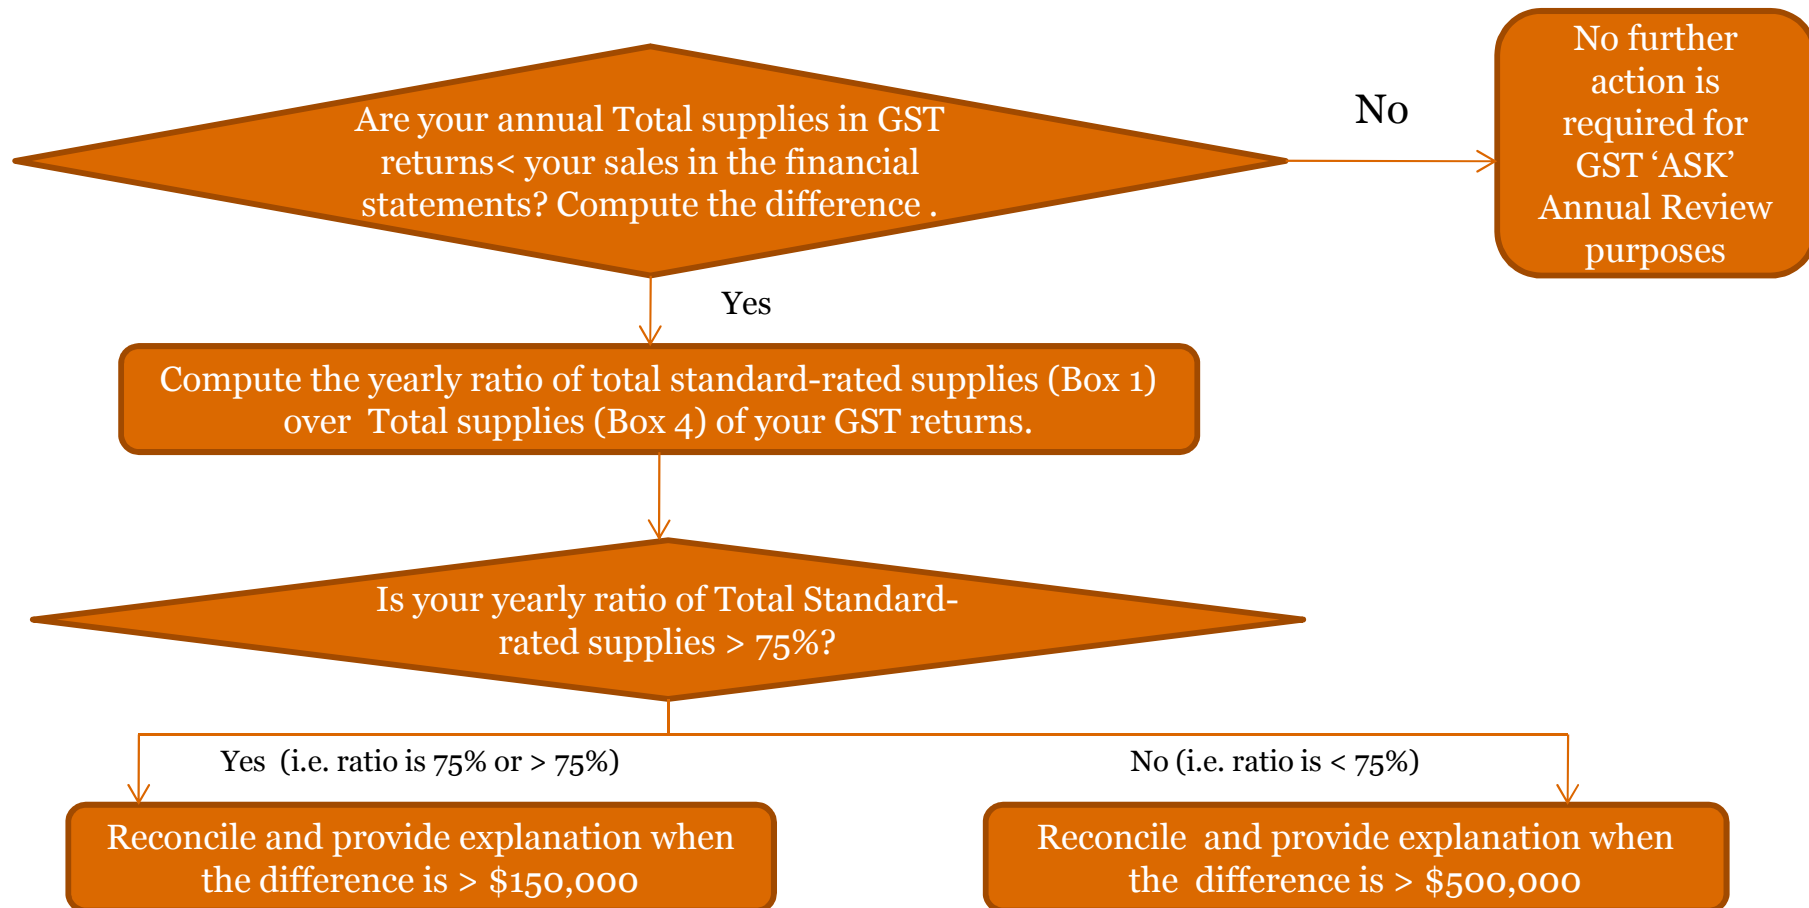 Are your annual Total supplies in GST
returns< your sales in the financial
statements? Compute the difference .
No
No further
action is
required for
GST ‘ASK’
Annual Review
purposes
Yes
Compute the yearly ratio of total standard-rated supplies (Box 1)
over Total supplies (Box 4) of your GST returns.
Is your yearly ratio of Total Standard-
rated supplies > 75%?
Yes (i.e. ratio is 75% or > 75%)
No (i.e. ratio is < 75%)
Reconcile and provide explanation when
the difference is > $150,000
Reconcile and provide explanation when
the difference is > $500,000